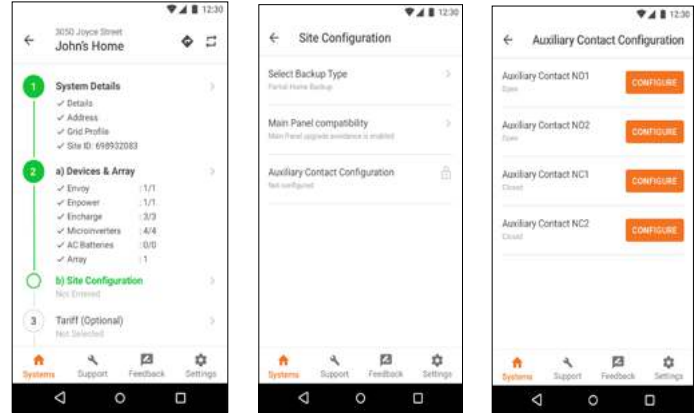 12:30
3050 Joyce Street
John's Home
1
System Details
✓ Details
✓ Address
✓ Grid Profile
✓ Site ID: 698932083
2
a) Devices & Array
✓ Envoy : 1/1
✓ Enpower : 1/1
✓ Encharge : 3/3
✓ Microinverters : 4/4
✓ AC Batteries : 0/0
✓ Array : 1
b) Site Configuration
Not Entered
3
Tariff (Optional)
Not Selected
Systems Support Feedback Settings
12:30
Site Configuration
Select Backup Type
Partial Home Backup
Main Panel compatibility
Main Panel upgrade avoidance is enabled
Auxiliary Contact Configuration
Not configured
Systems Support Feedback Settings
12:30
Auxiliary Contact Configuration
Auxiliary Contact NO1
Open
CONFIGURE
Auxiliary Contact NO2
Open
CONFIGURE
Auxiliary Contact NC1
Closed
CONFIGURE
Auxiliary Contact NC2
Closed
CONFIGURE
Systems Support Feedback Settings